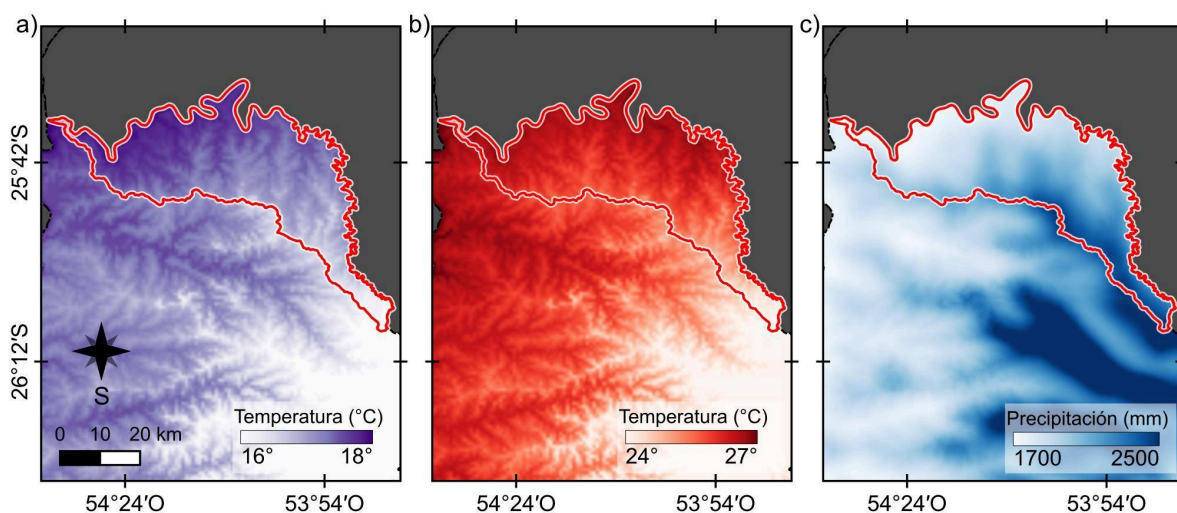 a)
b)
c)
25°42'S
26°12'S
S
0 10 20 km
Temperatura (°C)
16° 18°
Temperatura (°C)
24° 27°
Precipitación (mm)
1700 2500
54°24'O 53°54'O
54°24'O 53°54'O
54°24'O 53°54'O